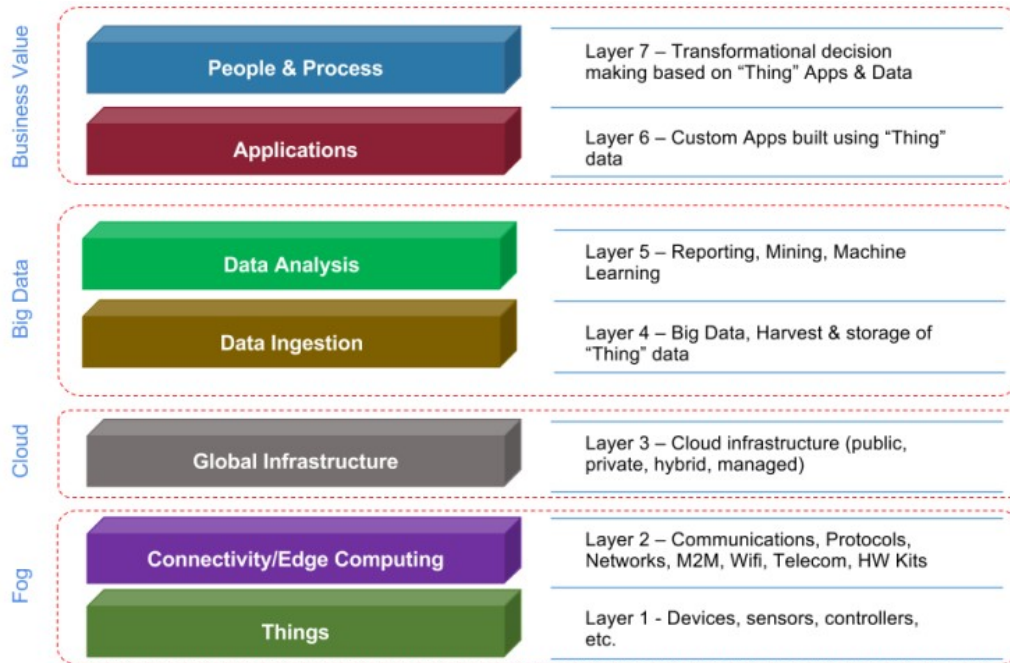 Business Value
People & Process
Layer 7 – Transformational decision
making based on “Thing” Apps & Data
Applications
Layer 6 – Custom Apps built using “Thing”
data
Big Data
Data Analysis
Layer 5 – Reporting, Mining, Machine
Learning
Data Ingestion
Layer 4 – Big Data, Harvest & storage of
“Thing” data
Cloud
Global Infrastructure
Layer 3 – Cloud infrastructure (public,
private, hybrid, managed)
Fog
Connectivity/Edge Computing
Layer 2 – Communications, Protocols,
Networks, M2M, Wifi, Telecom, HW Kits
Things
Layer 1 - Devices, sensors, controllers,
etc.